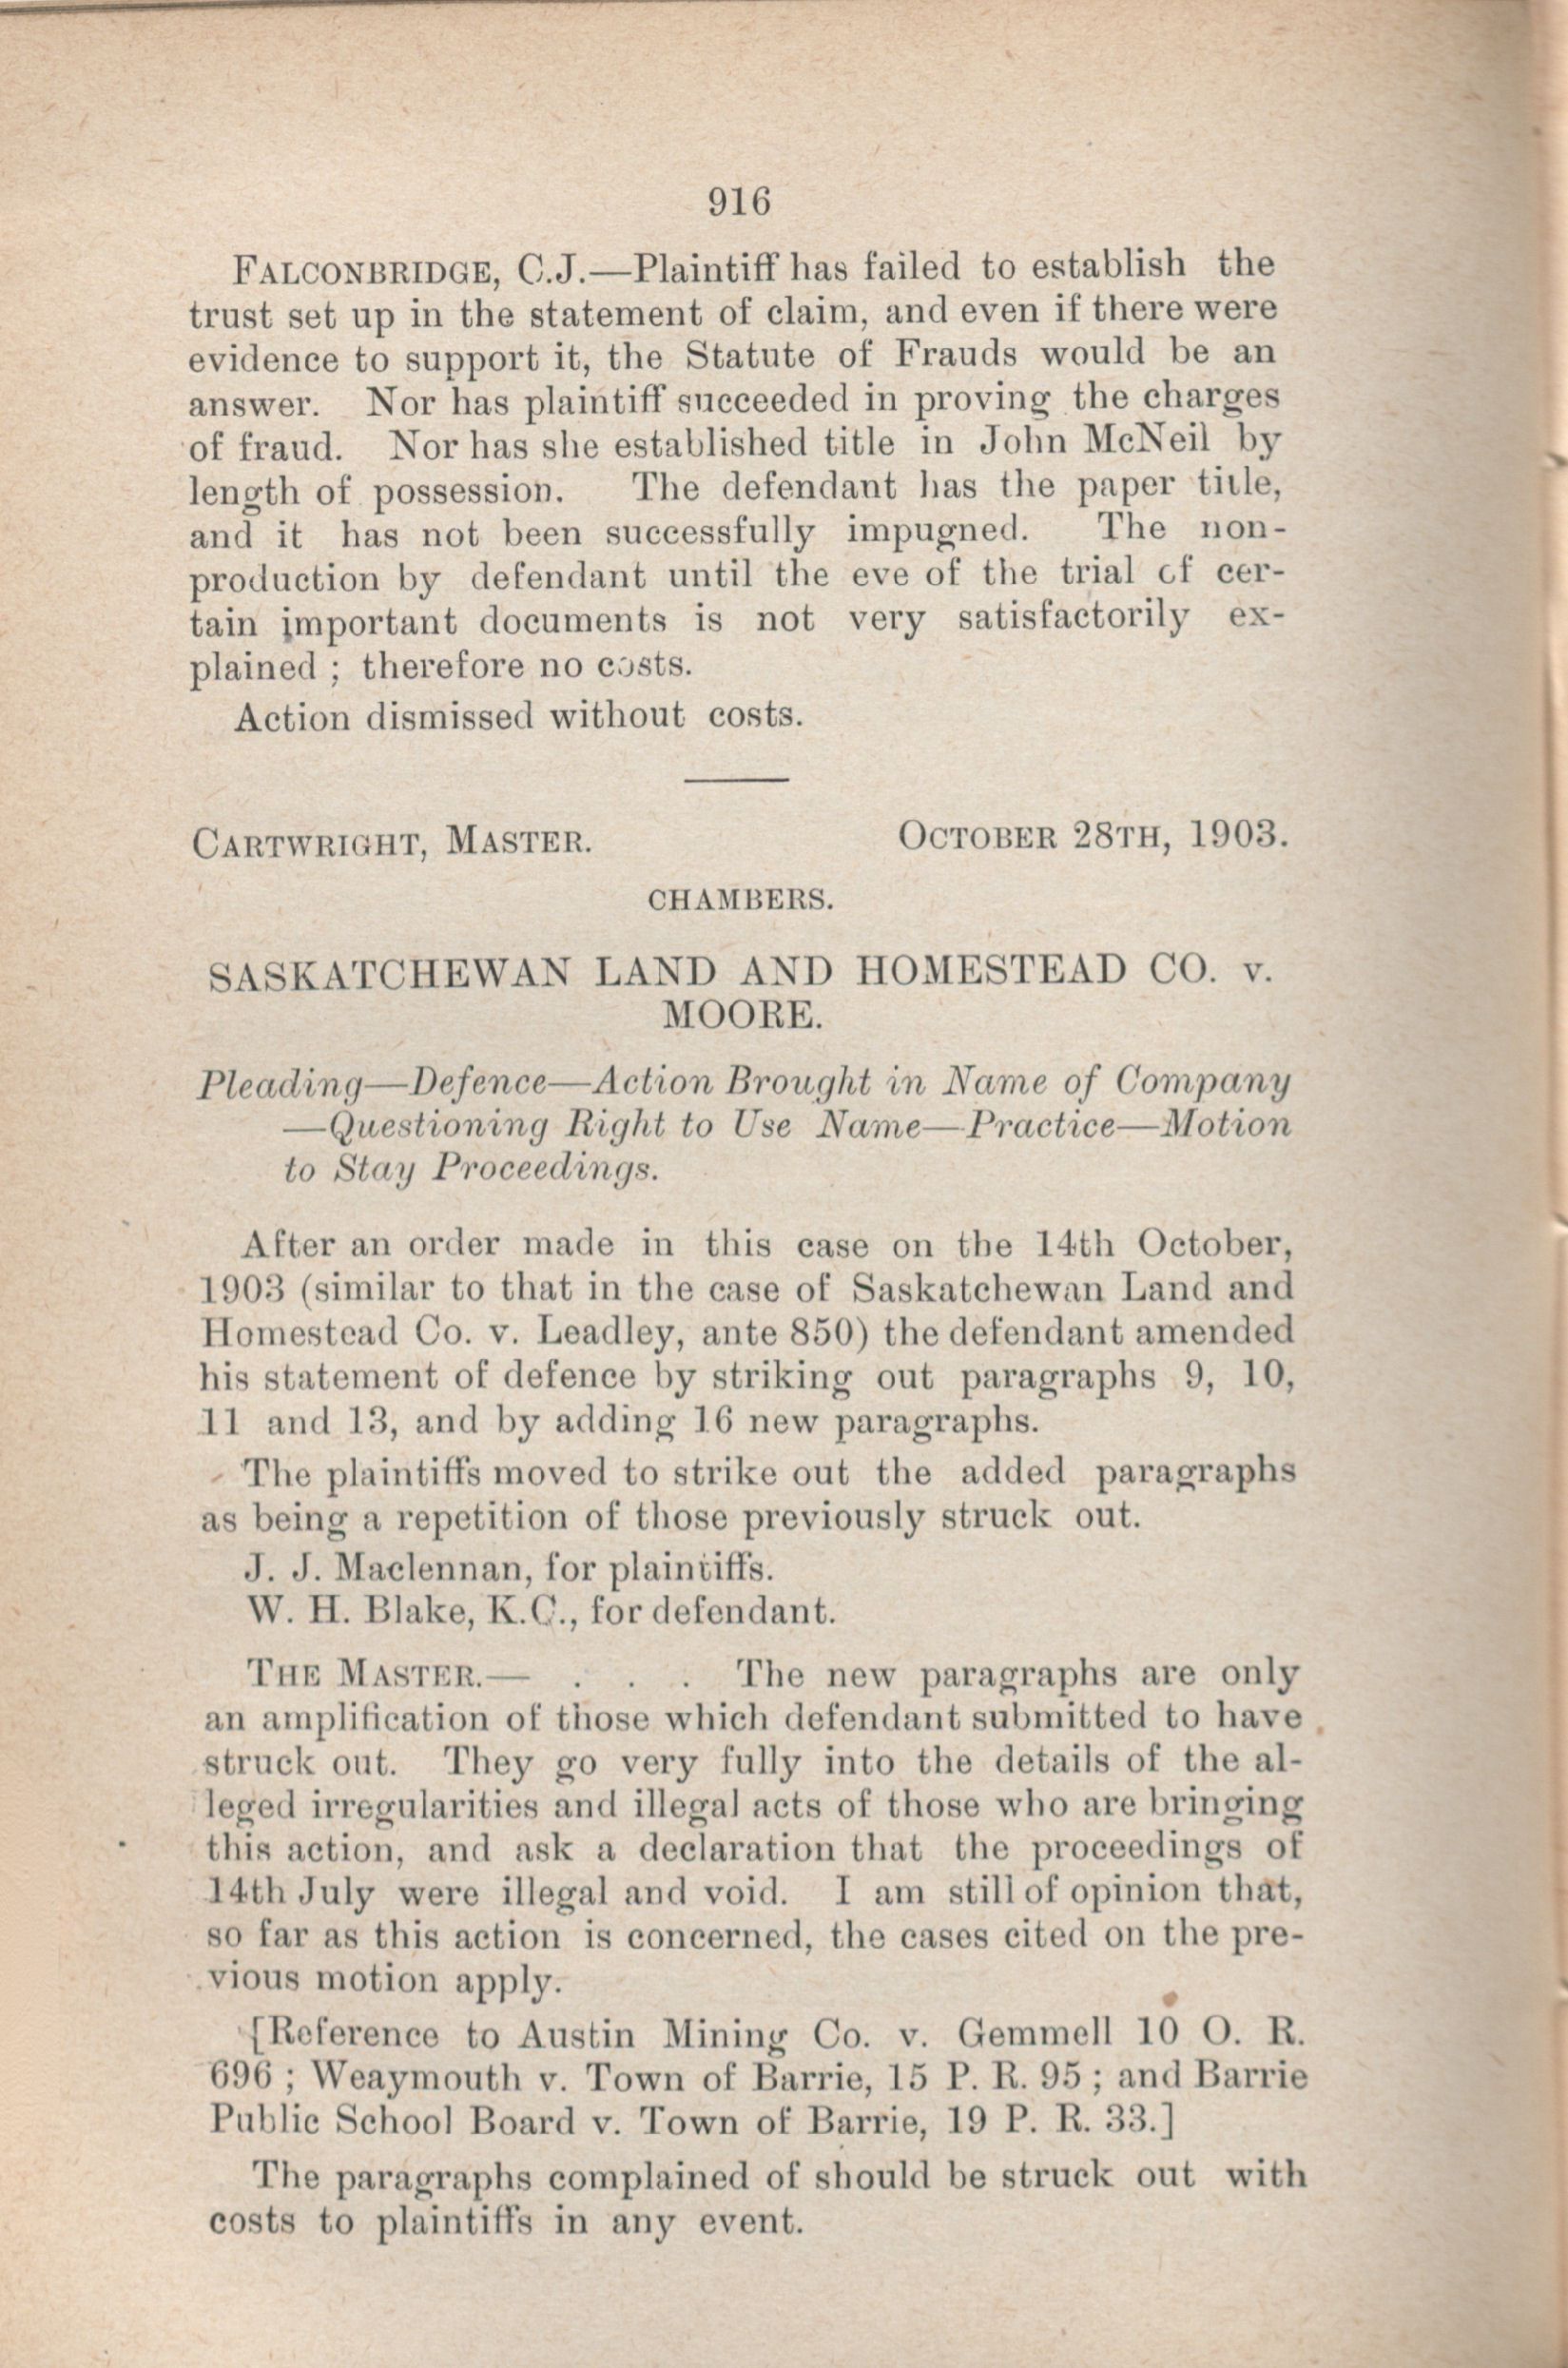 916
FALCONBRIDGE, C.J.—Plaintiff has failed to establish the
trust set up in the statement of claim, and even if there were
evidence to support it, the Statute of Frauds would be an
answer. Nor has plaintiff succeeded in proving the charges
of fraud. Nor has she established title in John McNeil by
length of possession. The defendant has the paper title,
and it has not been successfully impugned. The non-
production by defendant until the eve of the trial of cer-
tain important documents is not very satisfactorily ex-
plained ; therefore no costs.
Action dismissed without costs.
CARTWRIGHT, MASTER. OCTOBER 28TH, 1903.
CHAMBERS.
SASKATCHEWAN LAND AND HOMESTEAD CO. v.
MOORE.
Pleading—Defence—Action Brought in Name of Company
—Questioning Right to Use Name—Practice—Motion
to Stay Proceedings.
After an order made in this case on the 14th October,
1903 (similar to that in the case of Saskatchewan Land and
Homestead Co. v. Leadley, ante 850) the defendant amended
his statement of defence by striking out paragraphs 9, 10,
11 and 13, and by adding 16 new paragraphs.
The plaintiffs moved to strike out the added paragraphs
as being a repetition of those previously struck out.
J. J. Maclennan, for plaintiffs.
W. H. Blake, K.C., for defendant.
THE MASTER.— . . . The new paragraphs are only
an amplification of those which defendant submitted to have
struck out. They go very fully into the details of the al-
leged irregularities and illegal acts of those who are bringing
this action, and ask a declaration that the proceedings of
14th July were illegal and void. I am still of opinion that,
so far as this action is concerned, the cases cited on the pre-
vious motion apply.
[Reference to Austin Mining Co. v. Gemmell 10 O. R.
696 ; Weaymouth v. Town of Barrie, 15 P. R. 95 ; and Barrie
Public School Board v. Town of Barrie, 19 P. R. 33.]
The paragraphs complained of should be struck out with
costs to plaintiffs in any event.